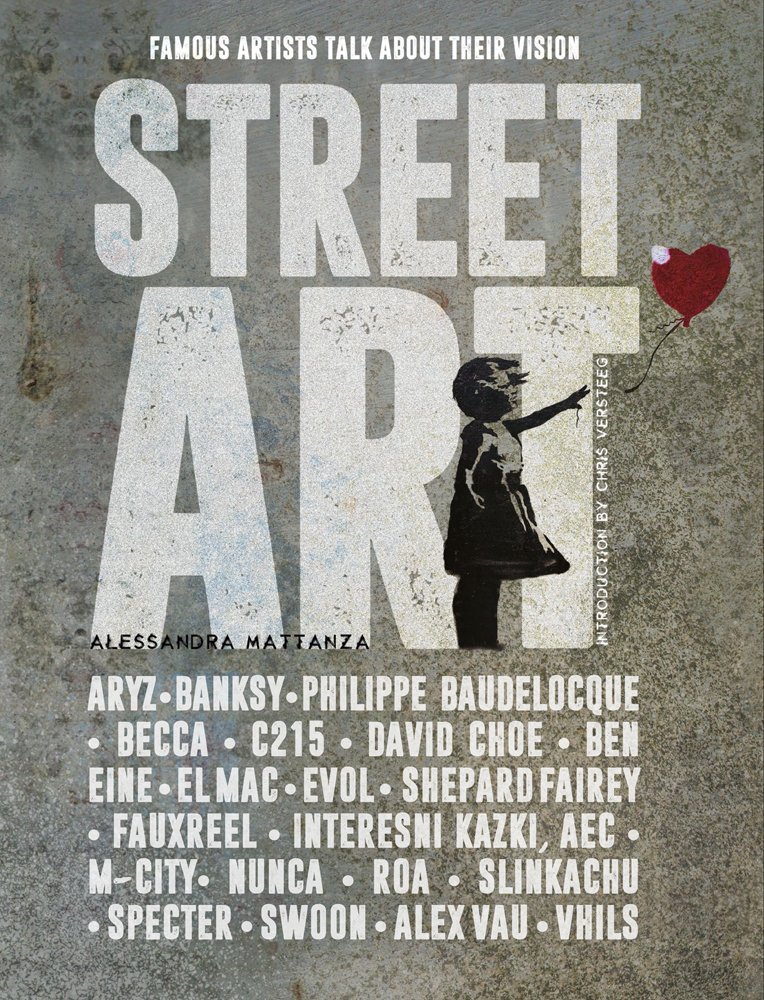 FAMOUS ARTISTS TALK ABOUT THEIR VISION
STREET
ART
INTRODUCTION BY CHRIS VERSTEEG
ALESSANDRA MATTANZA
ARYZ•BANKSY•PHILIPPE BAUDELOCQUE
• BECCA • C215 • DAVID CHOE • BEN
EINE•EL MAC•EVOL•SHEPARD FAIREY
• FAUXREEL • INTERESNI KAZKI, AEC •
M-CITY• NUNCA • ROA • SLINKACHU
•SPECTER•SWOON•ALEX VAU•VHILS